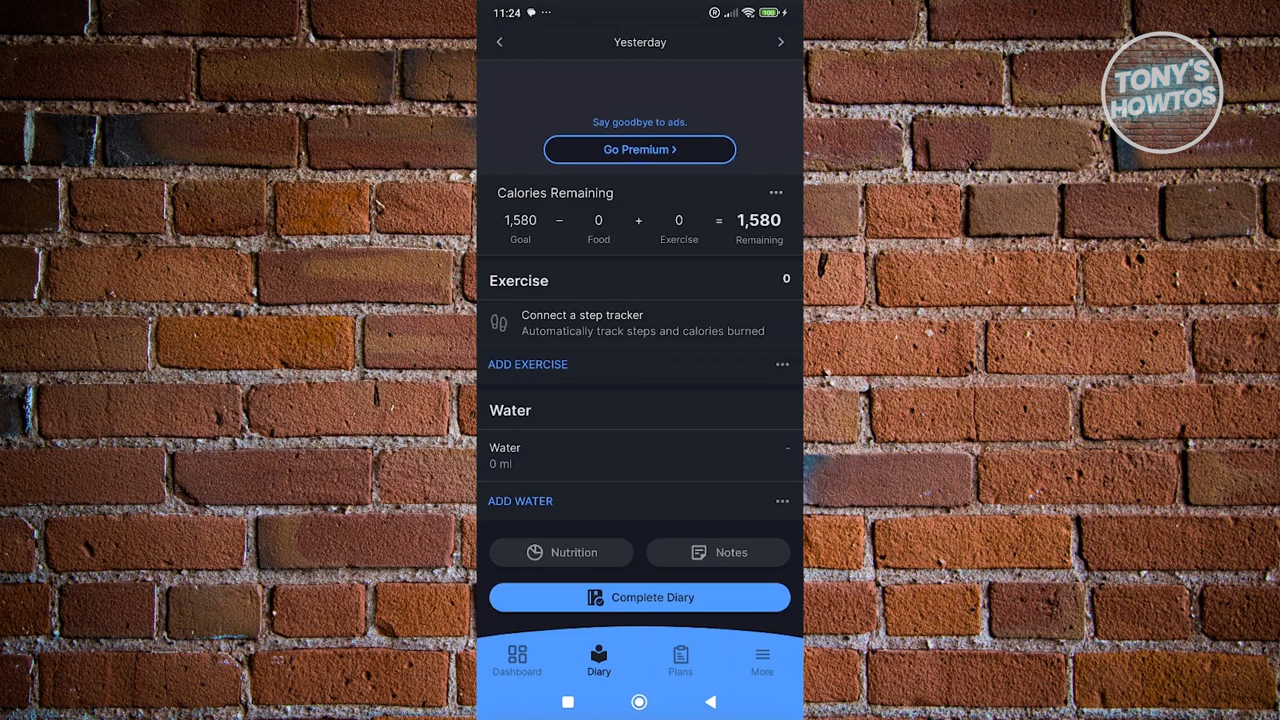 11:24
100
Yesterday
TONY'S
HOWTOS
Say goodbye to ads.
Go Premium >
Calories Remaining
1,580 – 0 + 0 = 1,580
Goal Food Exercise Remaining
Exercise 0
Connect a step tracker
Automatically track steps and calories burned
ADD EXERCISE
Water
Water -
0 ml
ADD WATER
Nutrition Notes
Complete Diary
Dashboard Diary Plans More